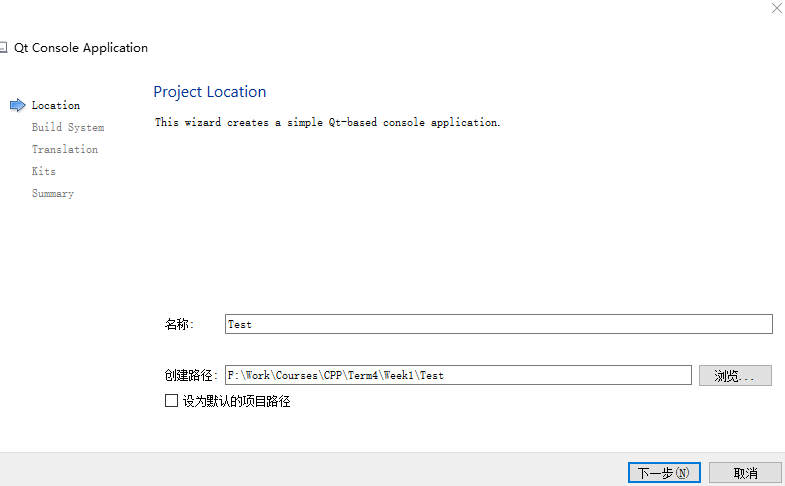 Qt Console Application
Location
Build System
Translation
Kits
Summary
Project Location
This wizard creates a simple Qt-based console application.
名称: Test
创建路径: F:\Work\Courses\CPP\Term4\Week1\Test 浏览...
设为默认的项目路径
下一步(N) 取消